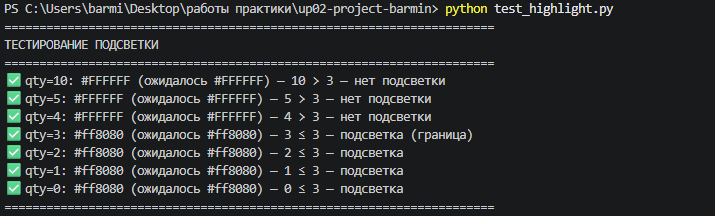 PS C:\Users\barmi\Desktop\работы практики\up02-project-barmin> python test_highlight.py
======================================================================
ТЕСТИРОВАНИЕ ПОДСВЕТКИ
======================================================================
✅ qty=10: #FFFFFF (ожидалось #FFFFFF) — 10 > 3 — нет подсветки
✅ qty=5: #FFFFFF (ожидалось #FFFFFF) — 5 > 3 — нет подсветки
✅ qty=4: #FFFFFF (ожидалось #FFFFFF) — 4 > 3 — нет подсветки
✅ qty=3: #ff8080 (ожидалось #ff8080) — 3 ≤ 3 — подсветка (граница)
✅ qty=2: #ff8080 (ожидалось #ff8080) — 2 ≤ 3 — подсветка
✅ qty=1: #ff8080 (ожидалось #ff8080) — 1 ≤ 3 — подсветка
✅ qty=0: #ff8080 (ожидалось #ff8080) — 0 ≤ 3 — подсветка
======================================================================